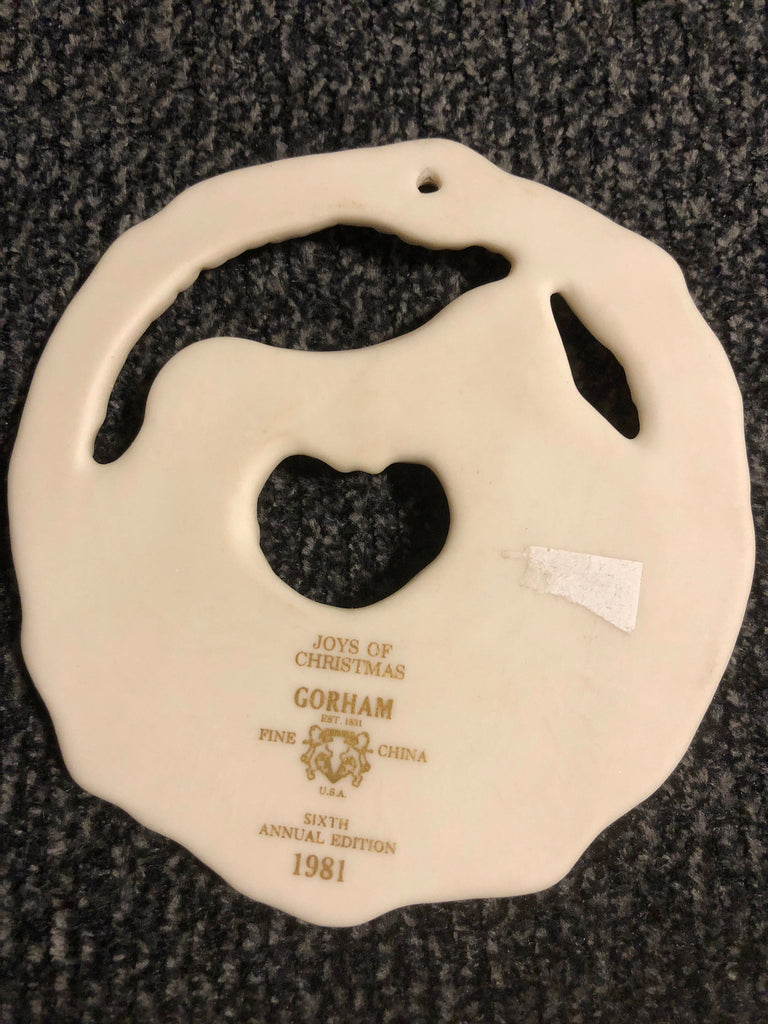 JOYS OF
CHRISTMAS
GORHAM
EST. 1831
FINE CHINA
U.S.A.
SIXTH
ANNUAL EDITION
1981